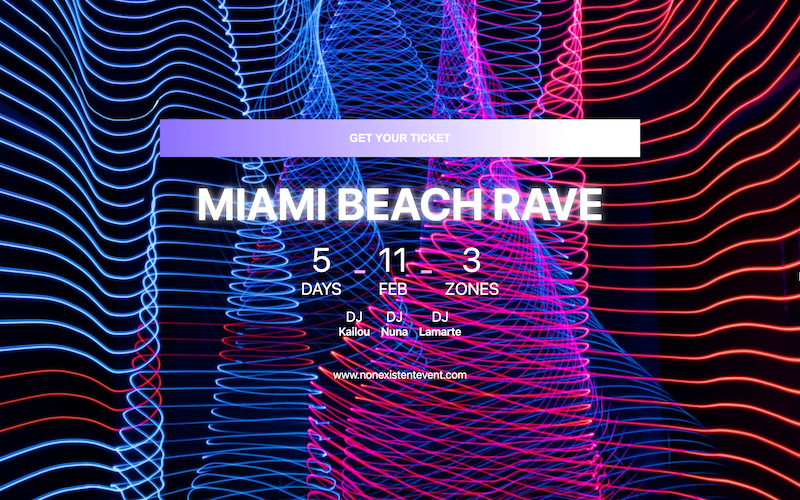 GET YOUR TICKET
MIAMI BEACH RAVE
5 - 11 - 3
DAYS FEB ZONES
DJ DJ DJ
Kailou Nuna Lamarte
www.nonexistentevent.com